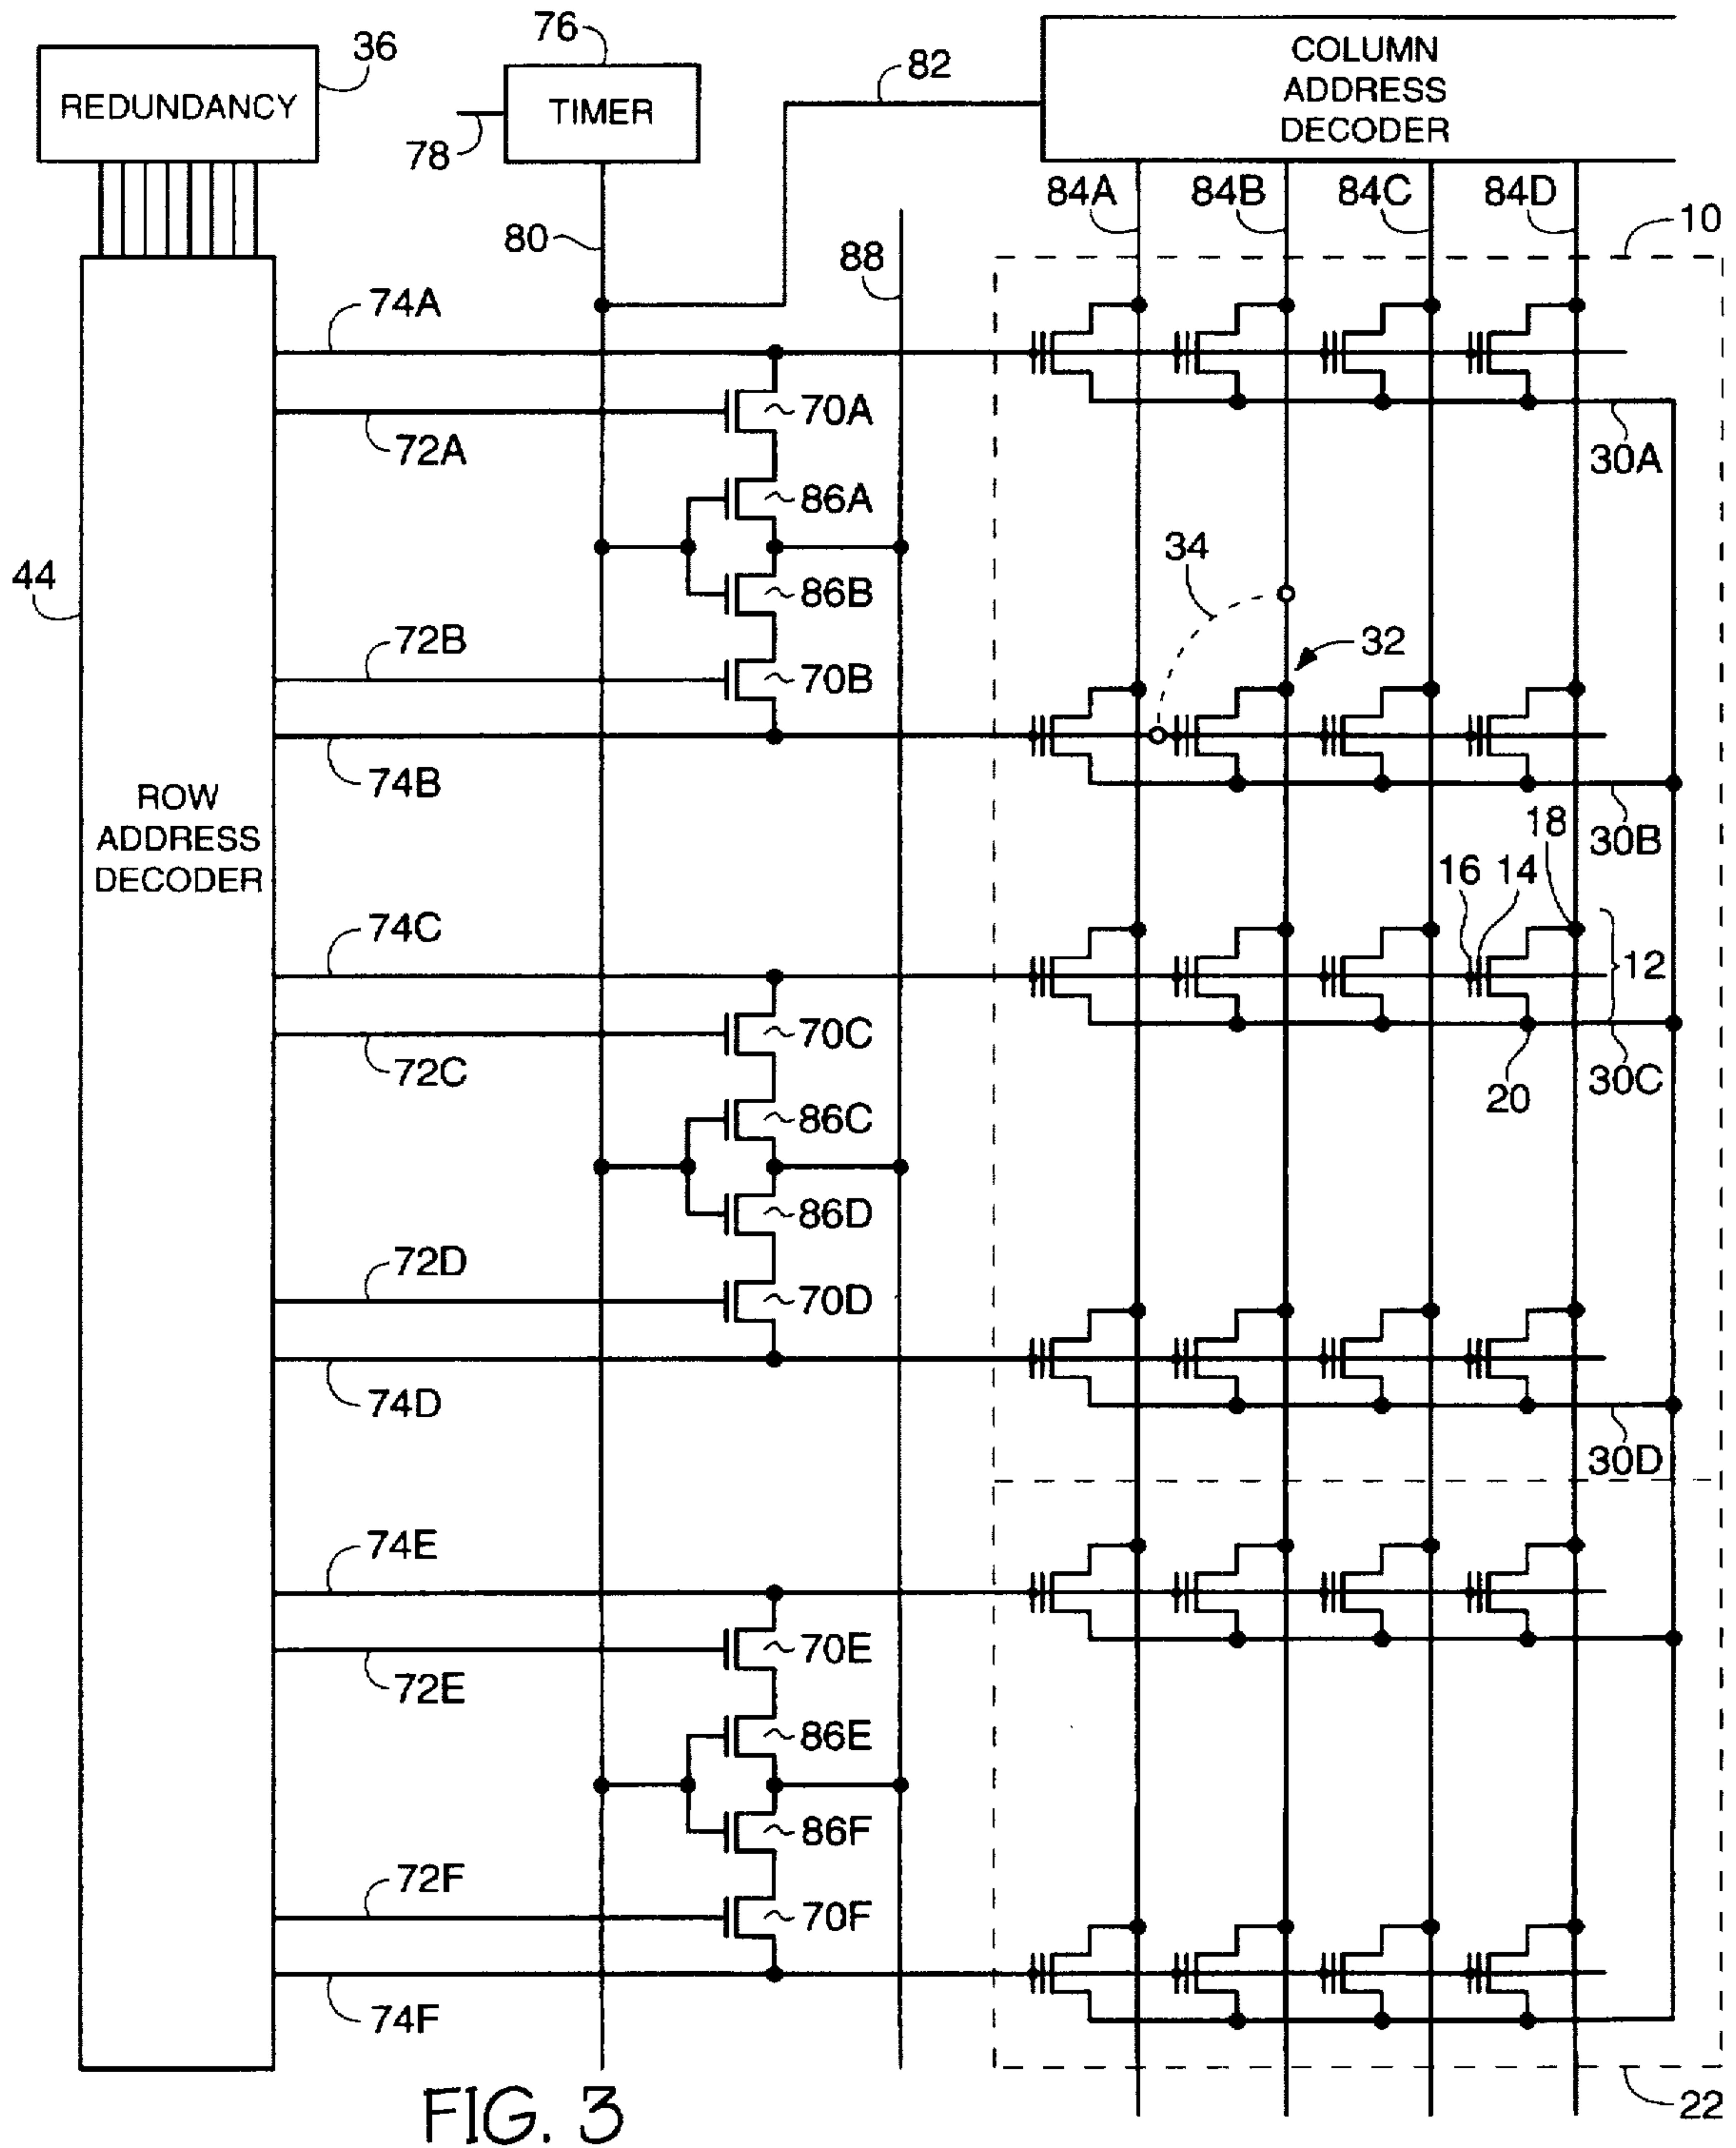 36
76
82
COLUMN
ADDRESS
DECODER
REDUNDANCY
TIMER
78
84A
84B
84C
84D
10
80
88
74A
70A
72A
30A
86A
34
44
86B
72B
32
70B
74B
ROW
ADDRESS
DECODER
30B
18
16
14
74C
12
70C
72C
30C
20
86C
86D
72D
70D
74D
30D
74E
70E
72E
86E
86F
72F
70F
74F
22
FIG. 3